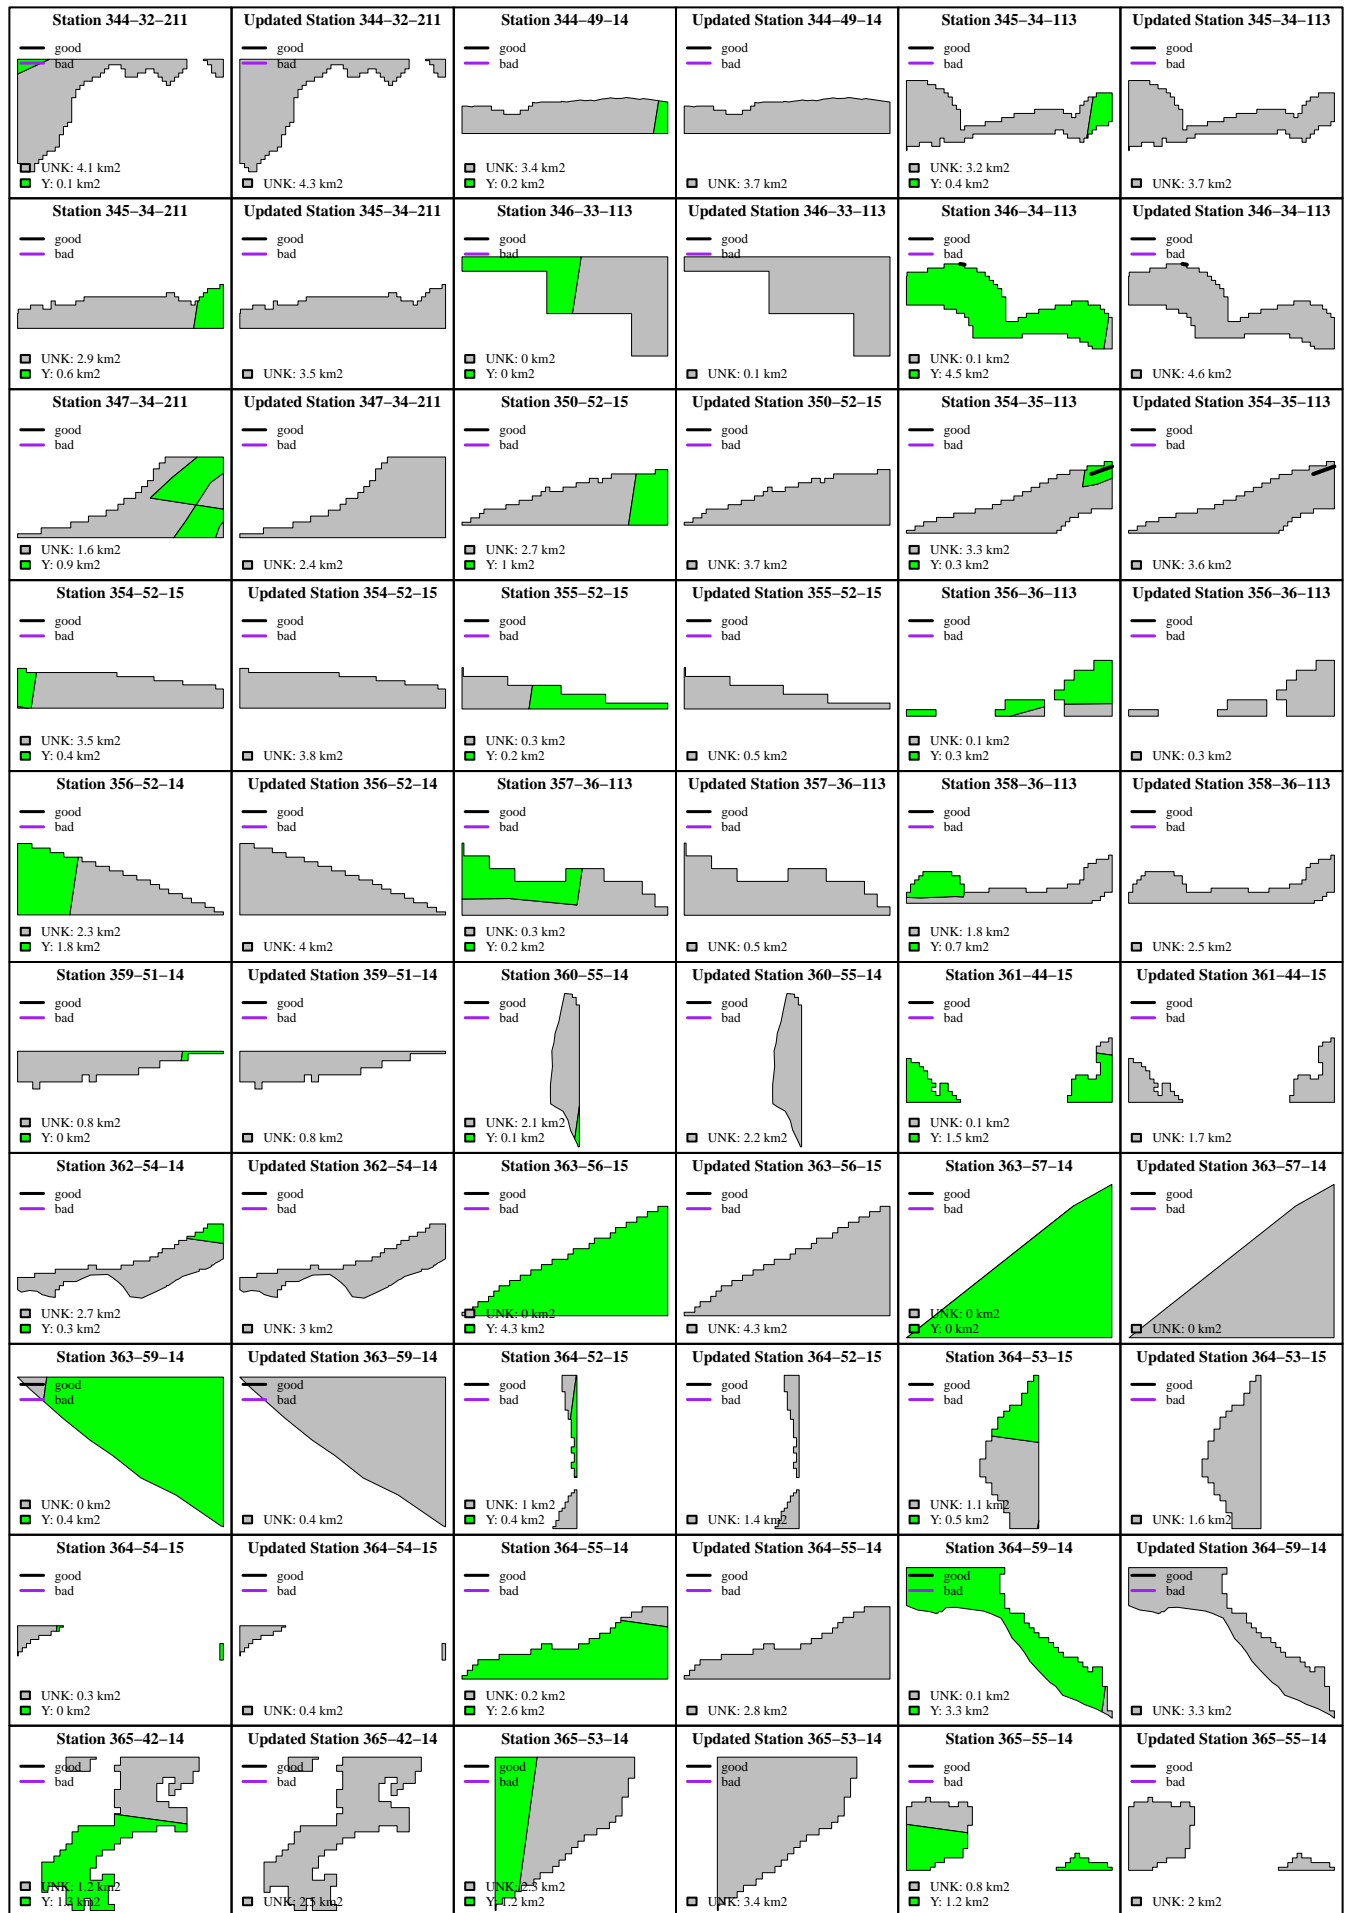 Station 344−32−211
good
bad
UNK: 4.1 km2
Y: 0.1 km2
Updated Station 344−32−211
good
bad
UNK: 4.3 km2
Station 344−49−14
good
bad
UNK: 3.4 km2
Y: 0.2 km2
Updated Station 344−49−14
good
bad
UNK: 3.7 km2
Station 345−34−113
good
bad
UNK: 3.2 km2
Y: 0.4 km2
Updated Station 345−34−113
good
bad
UNK: 3.7 km2
Station 345−34−211
good
bad
UNK: 2.9 km2
Y: 0.6 km2
Updated Station 345−34−211
good
bad
UNK: 3.5 km2
Station 346−33−113
good
bad
UNK: 0 km2
Y: 0 km2
Updated Station 346−33−113
good
bad
UNK: 0.1 km2
Station 346−34−113
good
bad
UNK: 0.1 km2
Y: 4.5 km2
Updated Station 346−34−113
good
bad
UNK: 4.6 km2
Station 347−34−211
good
bad
UNK: 1.6 km2
Y: 0.9 km2
Updated Station 347−34−211
good
bad
UNK: 2.4 km2
Station 350−52−15
good
bad
UNK: 2.7 km2
Y: 1 km2
Updated Station 350−52−15
good
bad
UNK: 3.7 km2
Station 354−35−113
good
bad
UNK: 3.3 km2
Y: 0.3 km2
Updated Station 354−35−113
good
bad
UNK: 3.6 km2
Station 354−52−15
good
bad
UNK: 3.5 km2
Y: 0.4 km2
Updated Station 354−52−15
good
bad
UNK: 3.8 km2
Station 355−52−15
good
bad
UNK: 0.3 km2
Y: 0.2 km2
Updated Station 355−52−15
good
bad
UNK: 0.5 km2
Station 356−36−113
good
bad
UNK: 0.1 km2
Y: 0.3 km2
Updated Station 356−36−113
good
bad
UNK: 0.3 km2
Station 356−52−14
good
bad
UNK: 2.3 km2
Y: 1.8 km2
Updated Station 356−52−14
good
bad
UNK: 4 km2
Station 357−36−113
good
bad
UNK: 0.3 km2
Y: 0.2 km2
Updated Station 357−36−113
good
bad
UNK: 0.5 km2
Station 358−36−113
good
bad
UNK: 1.8 km2
Y: 0.7 km2
Updated Station 358−36−113
good
bad
UNK: 2.5 km2
Station 359−51−14
good
bad
UNK: 0.8 km2
Y: 0 km2
Updated Station 359−51−14
good
bad
UNK: 0.8 km2
Station 360−55−14
good
bad
UNK: 2.1 km2
Y: 0.1 km2
Updated Station 360−55−14
good
bad
UNK: 2.2 km2
Station 361−44−15
good
bad
UNK: 0.1 km2
Y: 1.5 km2
Updated Station 361−44−15
good
bad
UNK: 1.7 km2
Station 362−54−14
good
bad
UNK: 2.7 km2
Y: 0.3 km2
Updated Station 362−54−14
good
bad
UNK: 3 km2
Station 363−56−15
good
bad
UNK: 0 km2
Y: 4.3 km2
Updated Station 363−56−15
good
bad
UNK: 4.3 km2
Station 363−57−14
good
bad
UNK: 0 km2
Y: 0 km2
Updated Station 363−57−14
good
bad
UNK: 0 km2
Station 363−59−14
good
bad
UNK: 0 km2
Y: 0.4 km2
Updated Station 363−59−14
good
bad
UNK: 0.4 km2
Station 364−52−15
good
bad
UNK: 1 km2
Y: 0.4 km2
Updated Station 364−52−15
good
bad
UNK: 1.4 km2
Station 364−53−15
good
bad
UNK: 1.1 km2
Y: 0.5 km2
Updated Station 364−53−15
good
bad
UNK: 1.6 km2
Station 364−54−15
good
bad
UNK: 0.3 km2
Y: 0 km2
Updated Station 364−54−15
good
bad
UNK: 0.4 km2
Station 364−55−14
good
bad
UNK: 0.2 km2
Y: 2.6 km2
Updated Station 364−55−14
good
bad
UNK: 2.8 km2
Station 364−59−14
good
bad
UNK: 0.1 km2
Y: 3.3 km2
Updated Station 364−59−14
good
bad
UNK: 3.3 km2
Station 365−42−14
good
bad
UNK: 1.2 km2
Y: 1.3 km2
Updated Station 365−42−14
good
bad
UNK: 2.5 km2
Station 365−53−14
good
bad
UNK: 2.3 km2
Y: 1.2 km2
Updated Station 365−53−14
good
bad
UNK: 3.4 km2
Station 365−55−14
good
bad
UNK: 0.8 km2
Y: 1.2 km2
Updated Station 365−55−14
good
bad
UNK: 2 km2